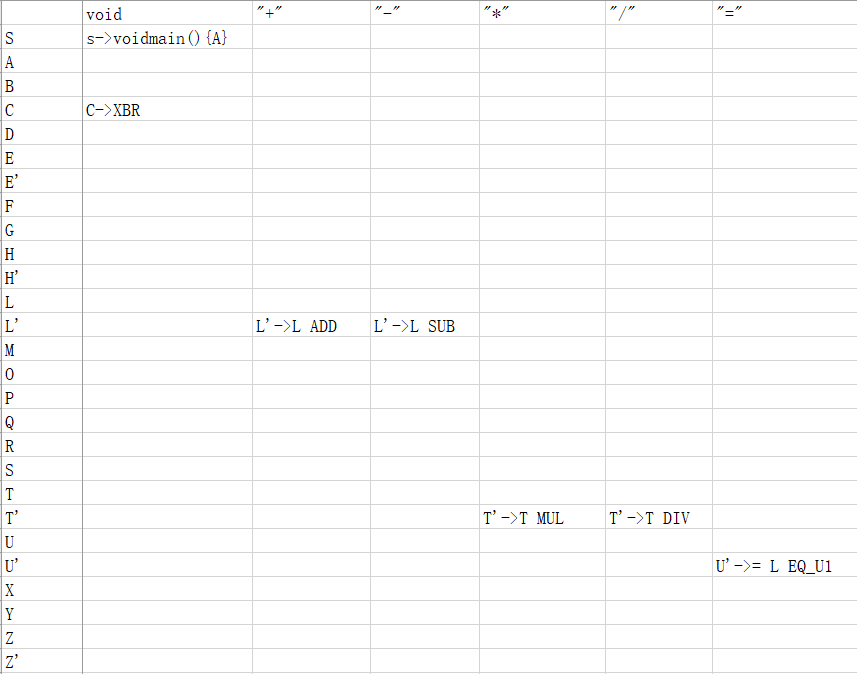 void "+" "-" "*" "/" "="
S s->voidmain(){A}
A
B
C C->XBR
D
E
E'
F
G
H
H'
L
L' L'->L ADD L'->L SUB
M
O
P
Q
R
S
T
T' T'->T MUL T'->T DIV
U
U' U'->= L EQ_U1
X
Y
Z
Z'